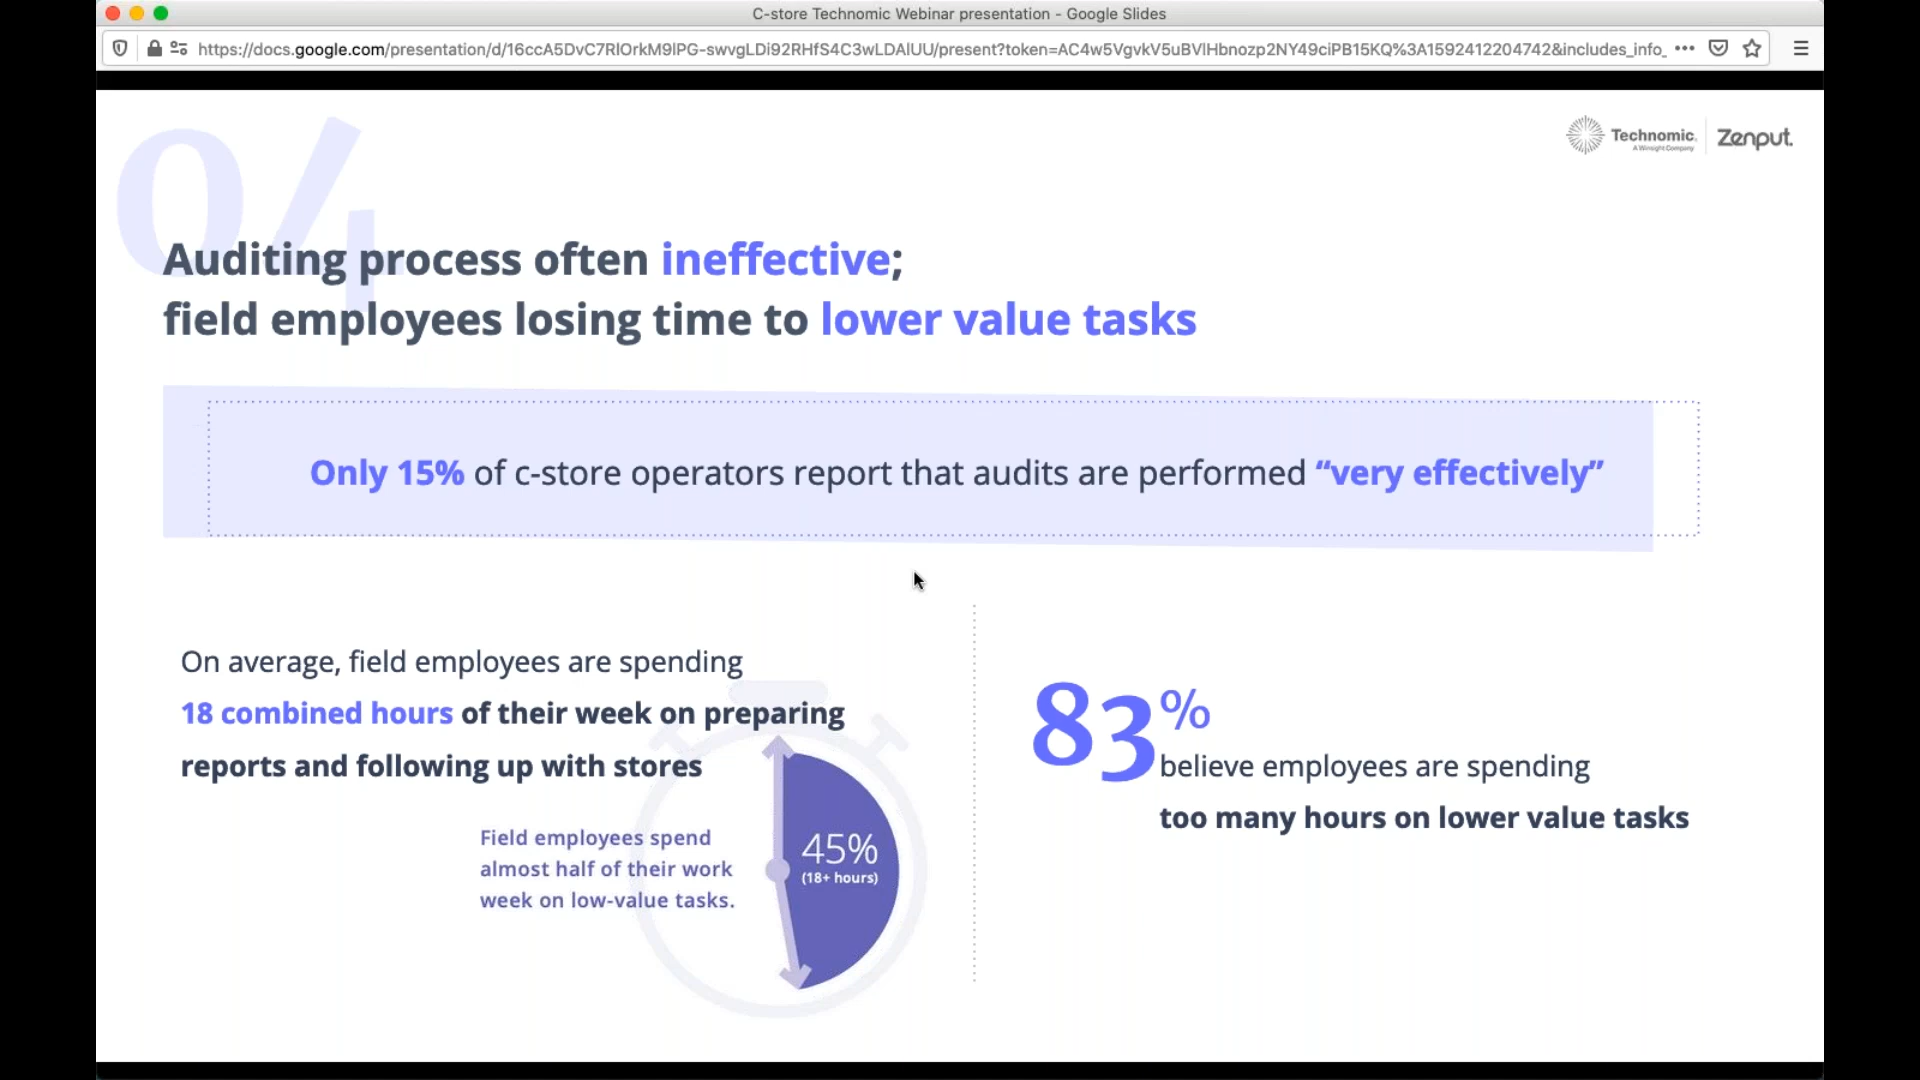 C-store Technomic Webinar presentation - Google Slides
https://docs.google.com/presentation/d/16ccA5DvC7RlOrkM9lPG-swvgLDi92RHfS4C3wLDAlUU/present?token=AC4w5VgvkV5uBVlHbnozp2NY49ciPB15KQ%3A1592412204742&includes_info_
04
Technomic.
A Winsight Company
Zenput.
Auditing process often ineffective;
field employees losing time to lower value tasks
Only 15% of c-store operators report that audits are performed “very effectively”
On average, field employees are spending
18 combined hours of their week on preparing
reports and following up with stores
Field employees spend
almost half of their work
week on low-value tasks.
45%
(18+ hours)
83%
believe employees are spending
too many hours on lower value tasks